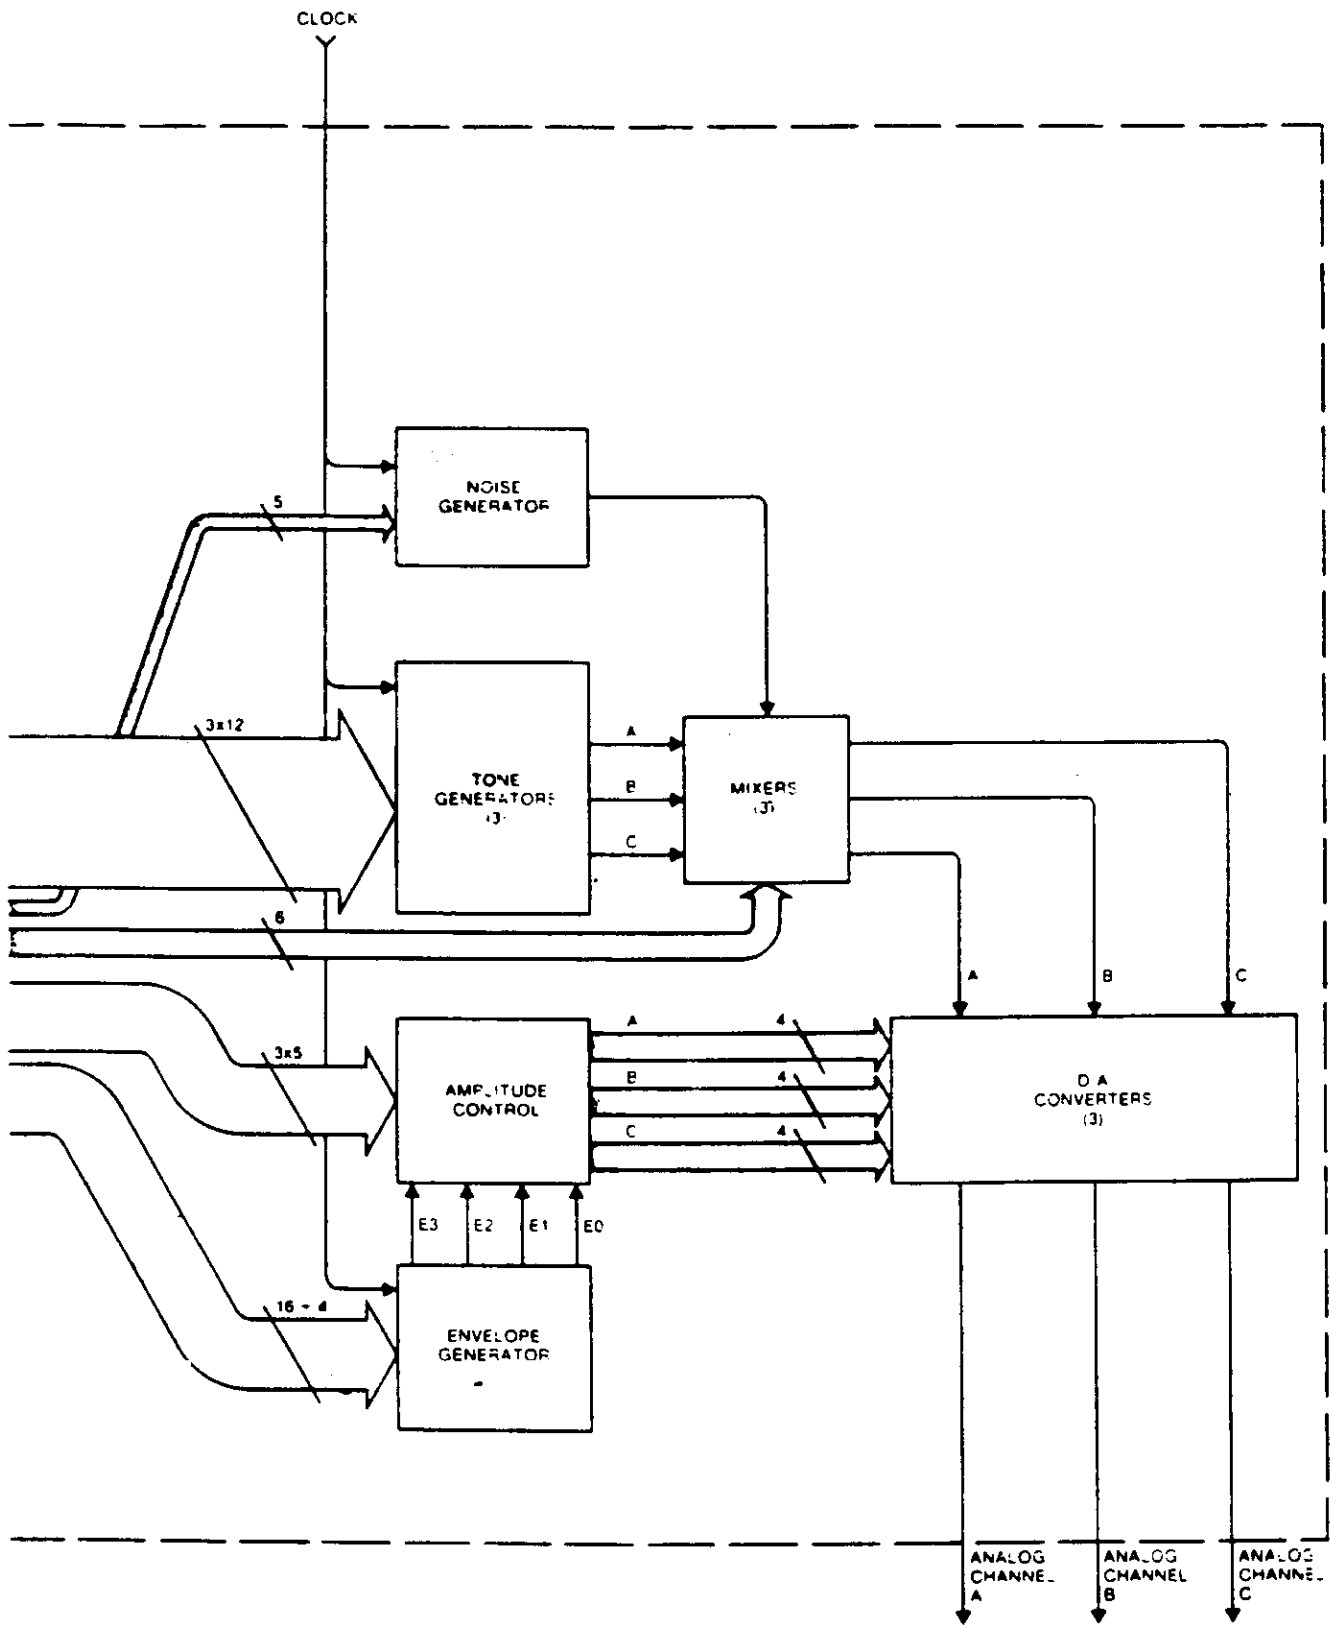 CLOCK
NOISE
GENERATOR
5
3x12
TONE
GENERATORS
(3)
A
B
C
MIXERS
(3)
6
A
B
C
3x5
AMPLITUDE
CONTROL
A
4
B
4
C
4
D A
CONVERTERS
(3)
E3
E2
E1
E0
16 + 4
ENVELOPE
GENERATOR
ANALOG
CHANNEL
A
ANALOG
CHANNEL
B
ANALOG
CHANNEL
C